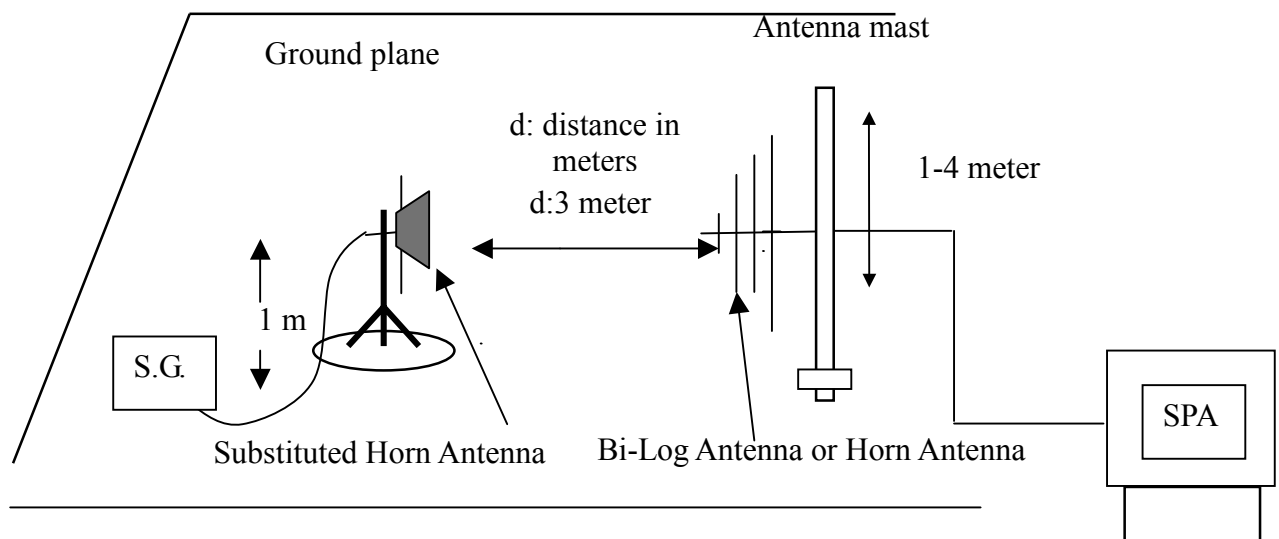 Antenna mast
Ground plane
d: distance in
meters
d:3 meter
1-4 meter
1 m
S.G.
SPA
Substituted Horn Antenna
Bi-Log Antenna or Horn Antenna